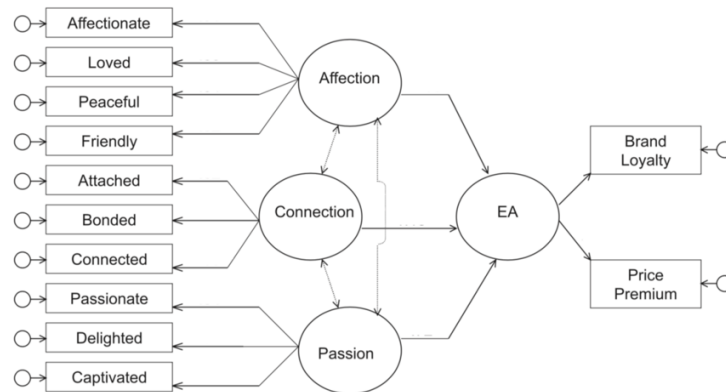 Affectionate
Loved
Peaceful
Friendly
Attached
Bonded
Connected
Passionate
Delighted
Captivated
Affection
Connection
Passion
EA
Brand
Loyalty
Price
Premium